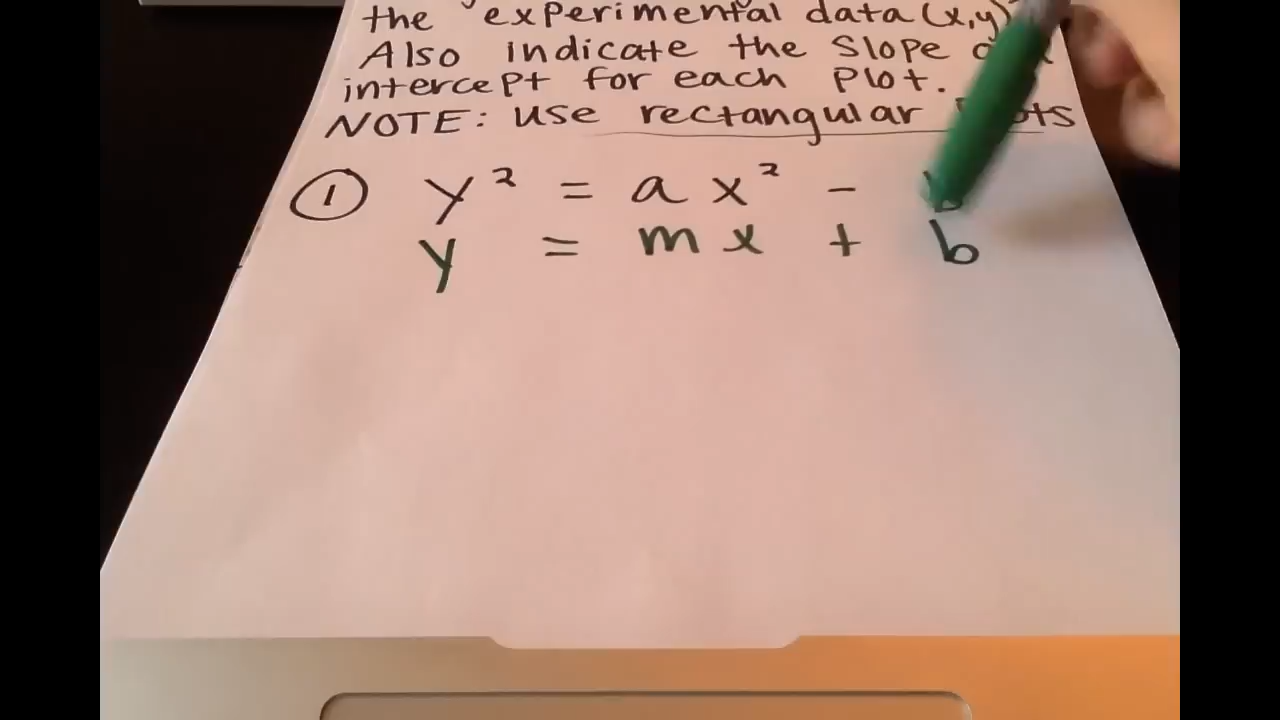 the experimental data (x,y)
Also indicate the slope
intercept for each plot.
NOTE: Use rectangular
① y² = ax² -
y = mx + b